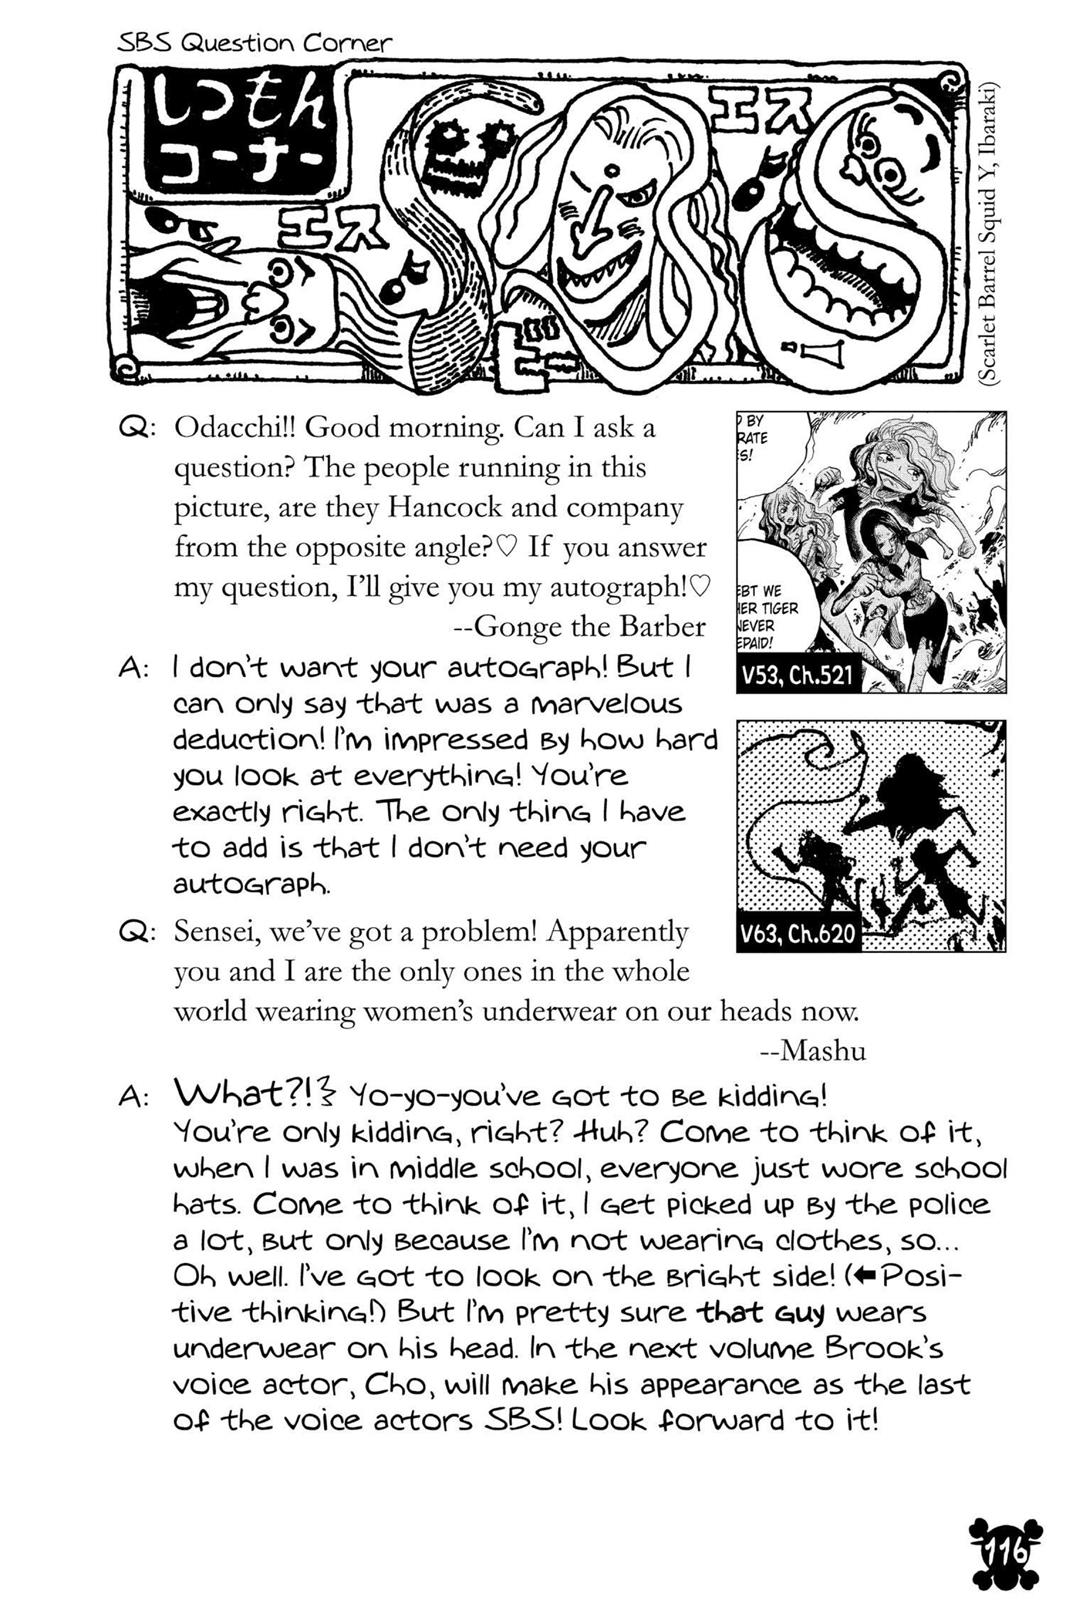 SBS Question Corner
しつもん
コーナー
エス
エス
(Scarlet Barrel Squid Y, Ibaraki)
Q: Odacchi!! Good morning. Can I ask a
question? The people running in this
picture, are they Hancock and company
from the opposite angle?♡ If you answer
my question, I'll give you my autograph!♡
--Gonge the Barber
BY
RATE
S!
EBT WE
HER TIGER
NEVER
EPAID!
V53, Ch.521
A: I don't want your autograph! But I
can only say that was a marvelous
deduction! I'm impressed by how hard
you look at everything! You're
exactly right. The only thing I have
to add is that I don't need your
autograph.
V63, Ch.620
Q: Sensei, we've got a problem! Apparently
you and I are the only ones in the whole
world wearing women's underwear on our heads now.
--Mashu
A: What?!! Yo-yo-you've got to be kidding!
You're only kidding, right? Huh? Come to think of it,
when I was in middle school, everyone just wore school
hats. Come to think of it, I get picked up by the police
a lot, but only because I'm not wearing clothes, so...
Oh well. I've got to look on the bright side! (←Posi-
tive thinking!) But I'm pretty sure that guy wears
underwear on his head. In the next volume Brook's
voice actor, Cho, will make his appearance as the last
of the voice actors SBS! Look forward to it!
116